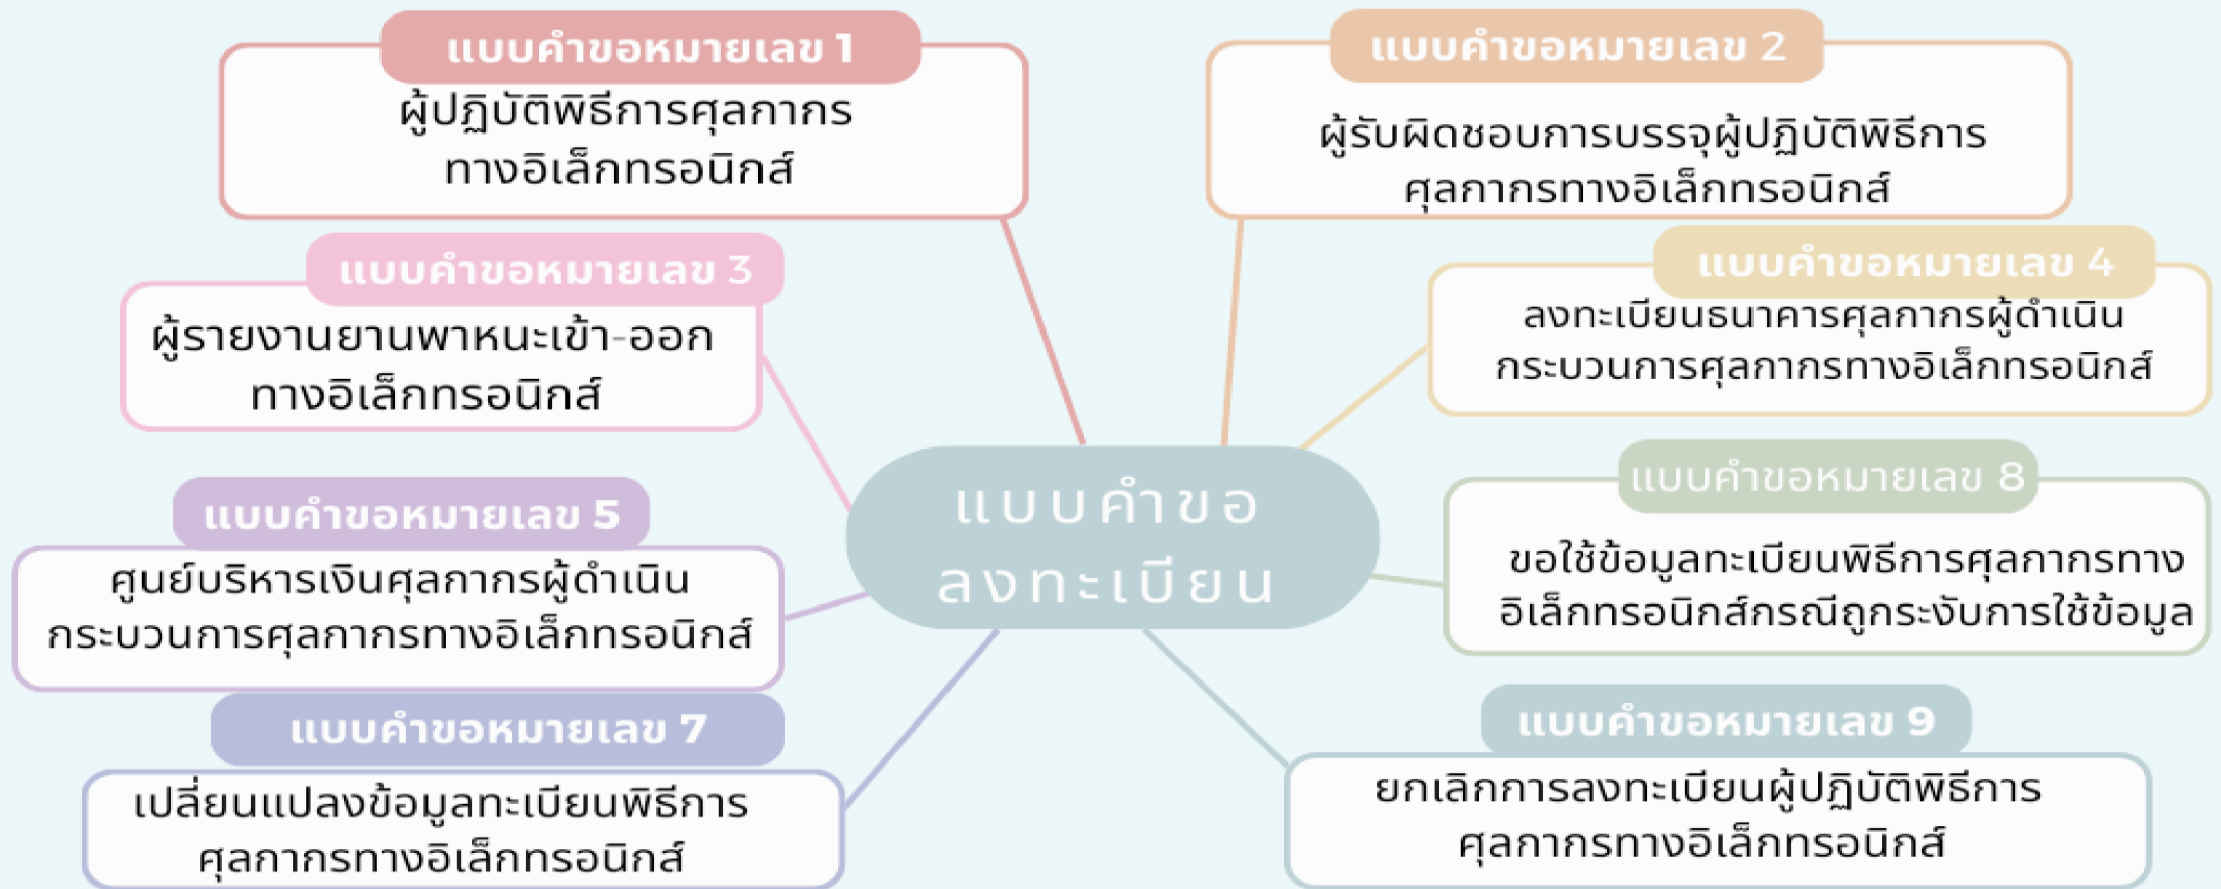 แบบคำขอหมายเลข 1
ผู้ปฏิบัติพิธีการศุลกากร
ทางอิเล็กทรอนิกส์
แบบคำขอหมายเลข 2
ผู้รับผิดชอบการบรรจุผู้ปฏิบัติพิธีการ
ศุลกากรทางอิเล็กทรอนิกส์
แบบคำขอหมายเลข 3
ผู้รายงานยานพาหนะเข้า-ออก
ทางอิเล็กทรอนิกส์
แบบคำขอหมายเลข 4
ลงทะเบียนธนาคารศุลกากรผู้ดำเนิน
กระบวนการศุลกากรทางอิเล็กทรอนิกส์
แบบคำขอ
ลงทะเบียน
แบบคำขอหมายเลข 5
ศูนย์บริหารเงินศุลกากรผู้ดำเนิน
กระบวนการศุลกากรทางอิเล็กทรอนิกส์
แบบคำขอหมายเลข 8
ขอใช้ข้อมูลทะเบียนพิธีการศุลกากรทาง
อิเล็กทรอนิกส์กรณีถูกระงับการใช้ข้อมูล
แบบคำขอหมายเลข 7
เปลี่ยนแปลงข้อมูลทะเบียนพิธีการ
ศุลกากรทางอิเล็กทรอนิกส์
แบบคำขอหมายเลข 9
ยกเลิกการลงทะเบียนผู้ปฏิบัติพิธีการ
ศุลกากรทางอิเล็กทรอนิกส์